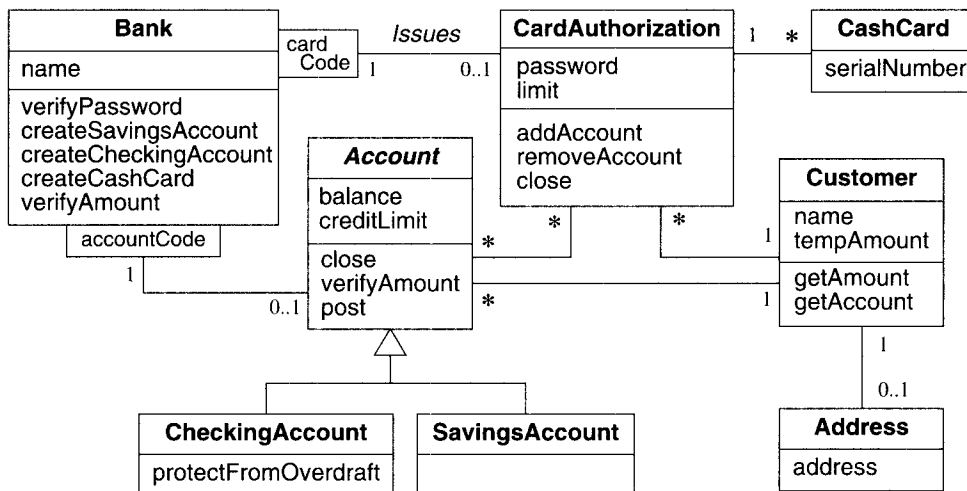 Bank
name
verifyPassword
createSavingsAccount
createCheckingAccount
createCashCard
verifyAmount
card
Code
accountCode
1
0..1
Issues
1
0..1
CardAuthorization
password
limit
addAccount
removeAccount
close
1
*
CashCard
serialNumber
Account
balance
creditLimit
close
verifyAmount
post
*
*
*
1
*
1
Customer
name
tempAmount
getAmount
getAccount
1
0..1
Address
address
CheckingAccount
protectFromOverdraft
SavingsAccount